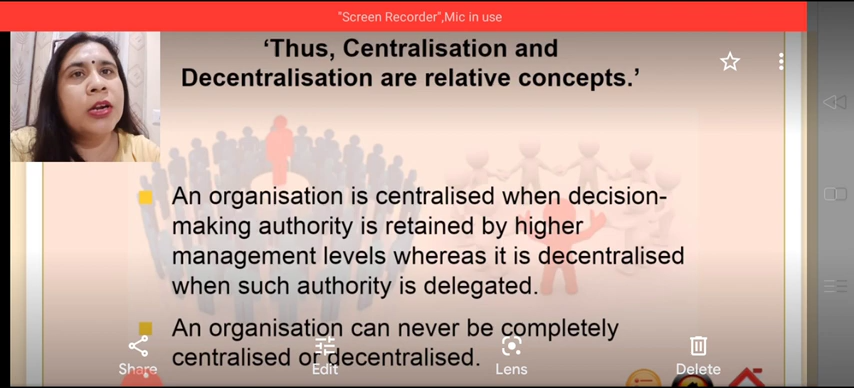 "Screen Recorder",Mic in use
‘Thus, Centralisation and
Decentralisation are relative concepts.’
An organisation is centralised when decision-
making authority is retained by higher
management levels whereas it is decentralised
when such authority is delegated.
An organisation can never be completely
centralised or decentralised.
Share
Edit
Lens
Delete